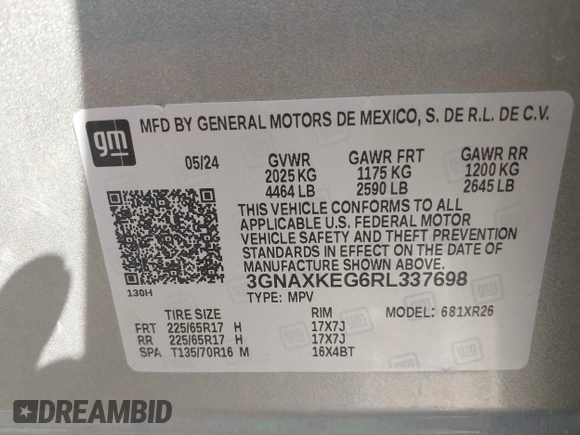 gm
MFD BY GENERAL MOTORS DE MEXICO, S. DE R.L. DE C.V.
05/24 GVWR GAWR FRT GAWR RR
2025 KG 1175 KG 1200 KG
4464 LB 2590 LB 2645 LB
THIS VEHICLE CONFORMS TO ALL
APPLICABLE U.S. FEDERAL MOTOR
VEHICLE SAFETY AND THEFT PREVENTION
STANDARDS IN EFFECT ON THE DATE OF
MANUFACTURE SHOWN ABOVE.
3GNAXKEG6RL337698
130H
TYPE: MPV
TIRE SIZE RIM MODEL: 681XR26
FRT 225/65R17 H 17X7J
RR 225/65R17 H 17X7J
SPA T135/70R16 M 16X4BT
DREAMBID